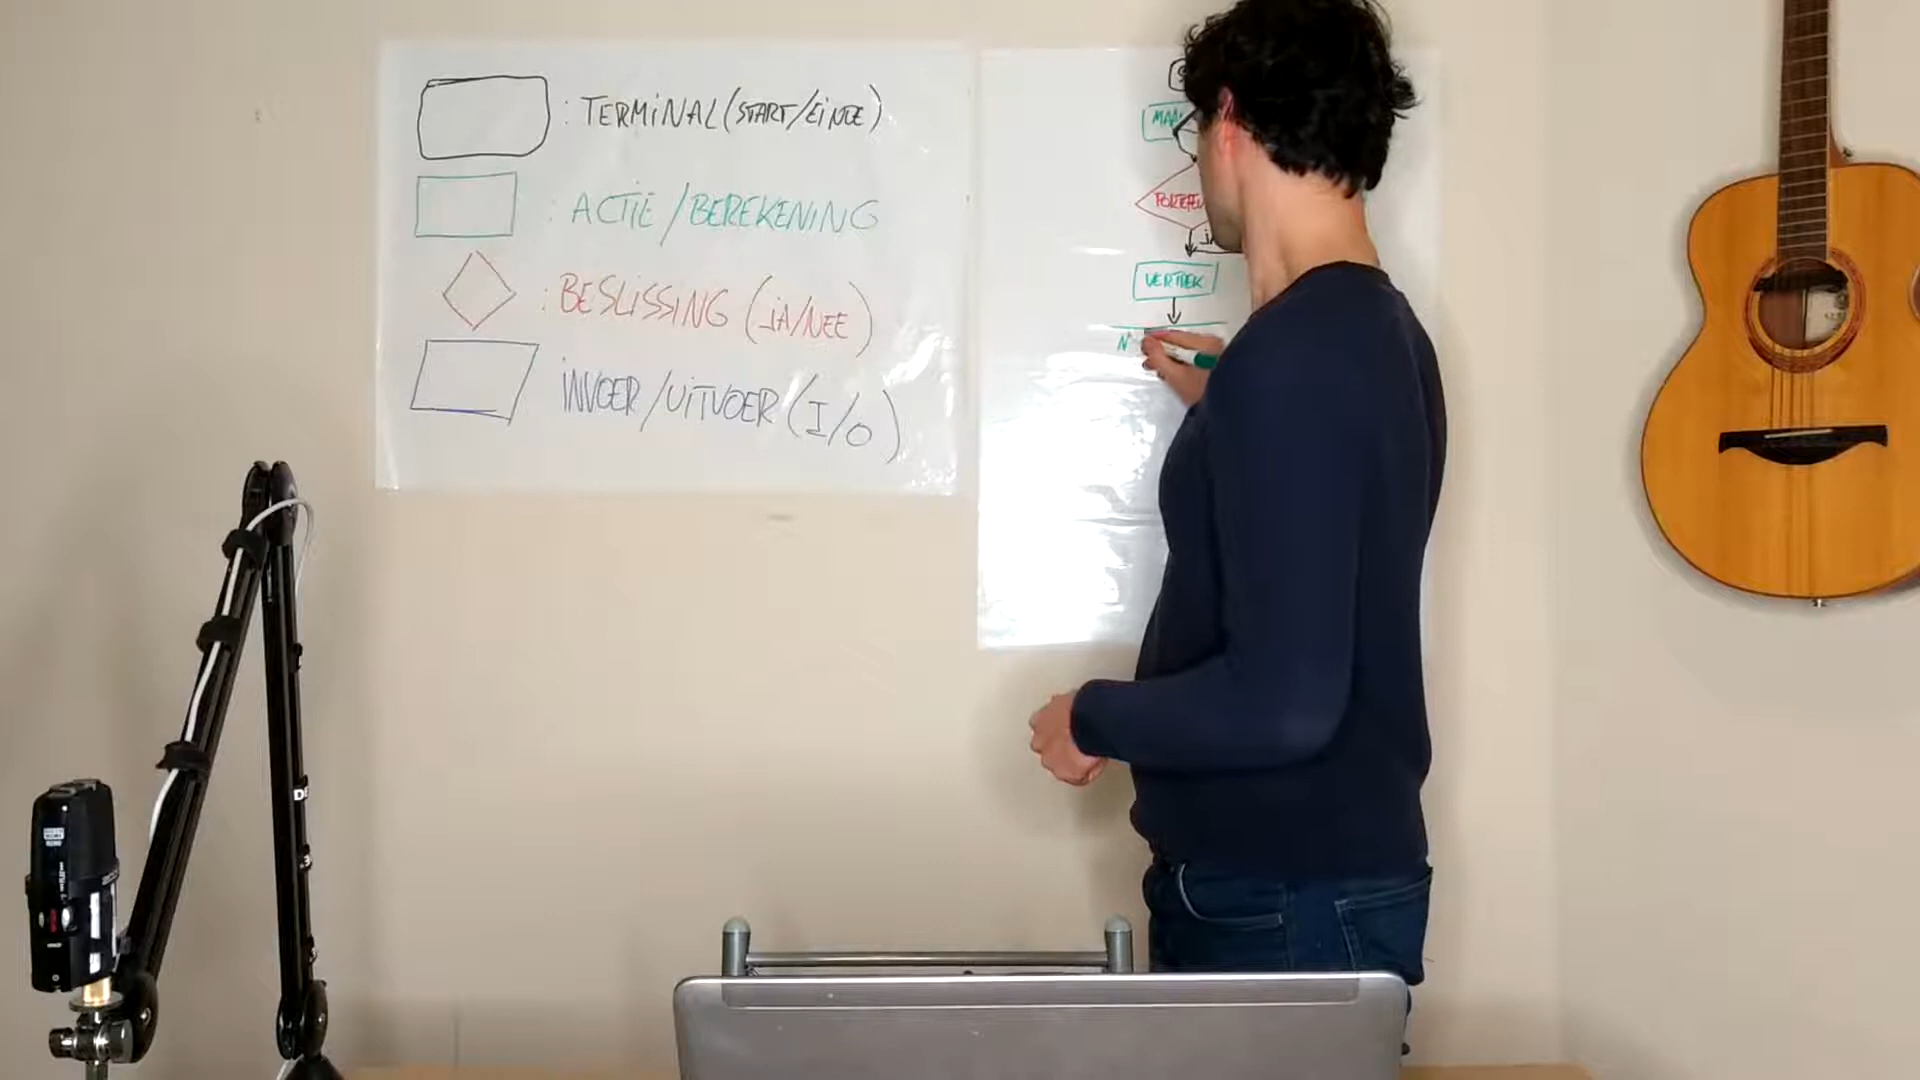 : TERMINAL (START/EINDE)
: ACTIE/BEREKENING
: BESLISSING (JA/NEE)
INVOER/UITVOER (I/O)
VERTREK